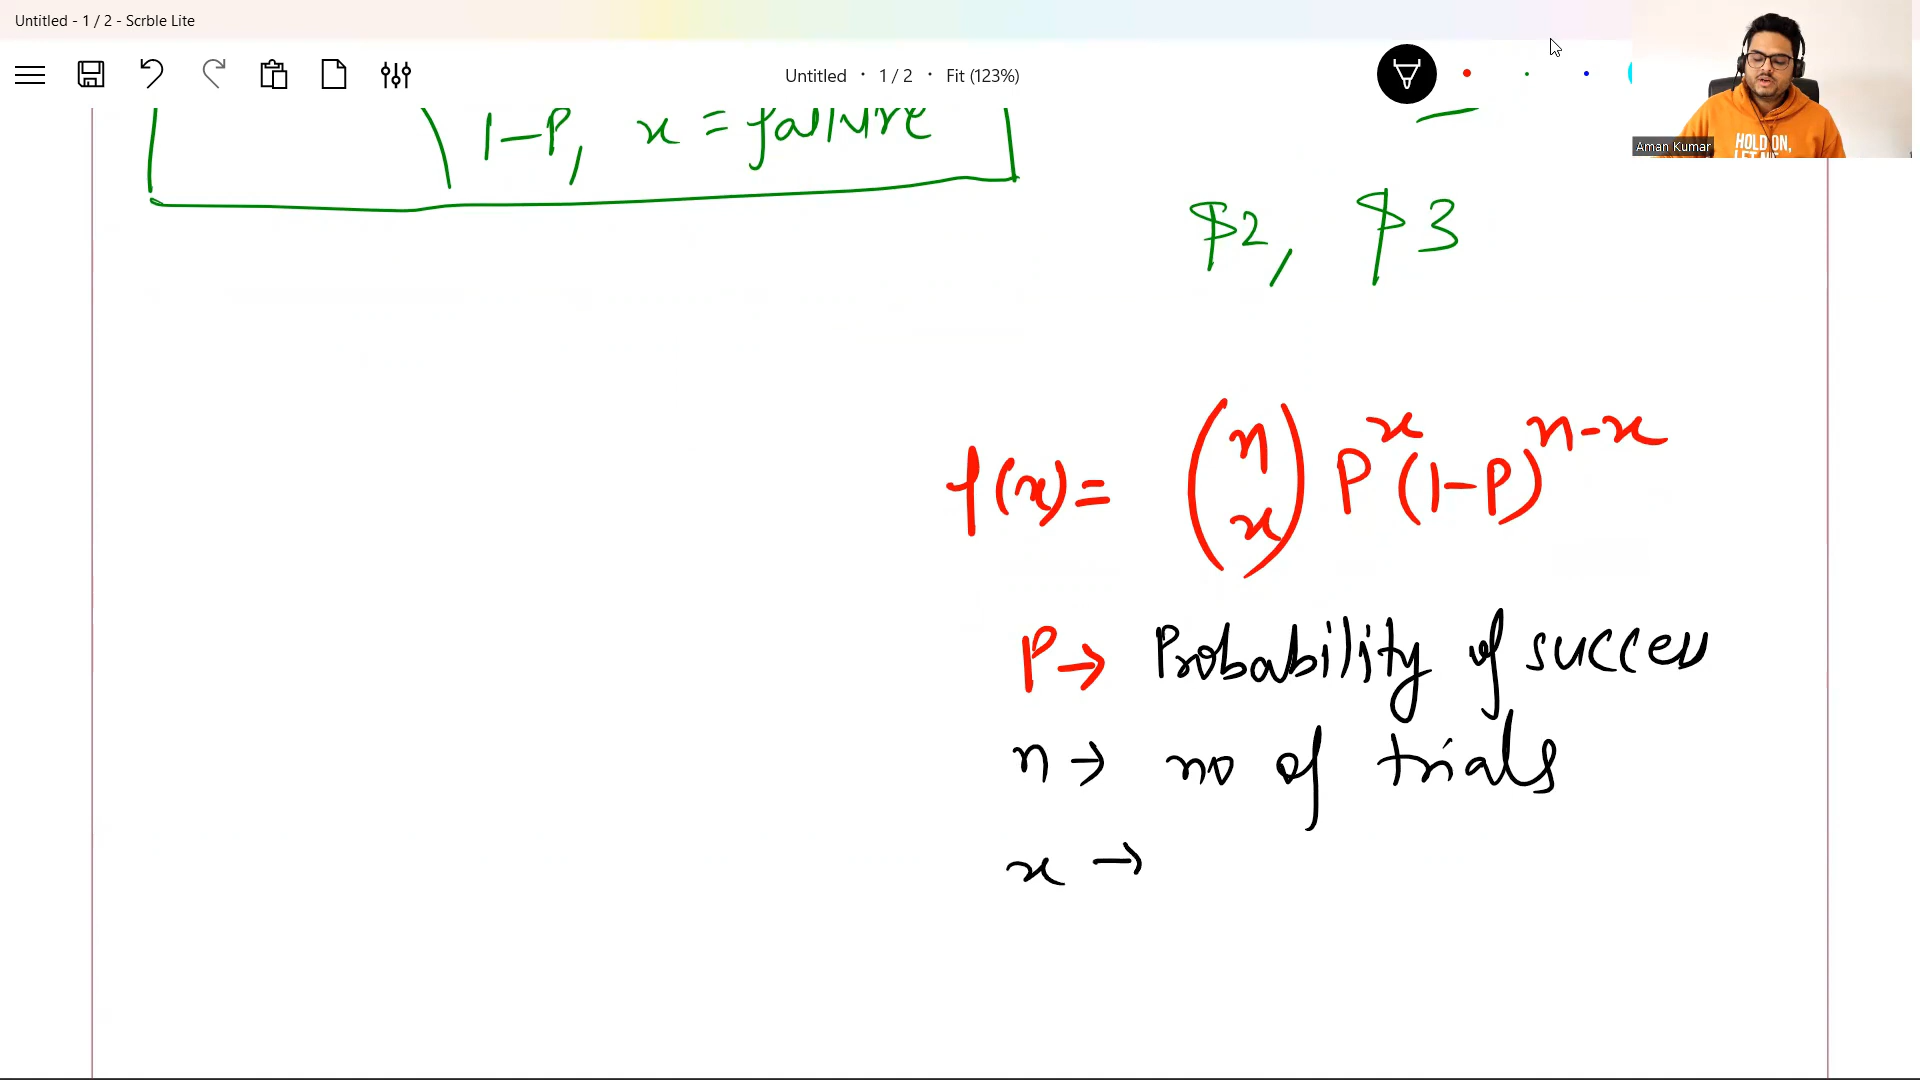 Untitled - 1 / 2 - Scrble Lite
Untitled • 1 / 2 • Fit (123%)
HOLD ON,
Aman Kumar
1-P, x = failure
$2, $3
f(x) = (n x) P^x (1-P)^n-x
P → Probability of success
n → no of trials
x →